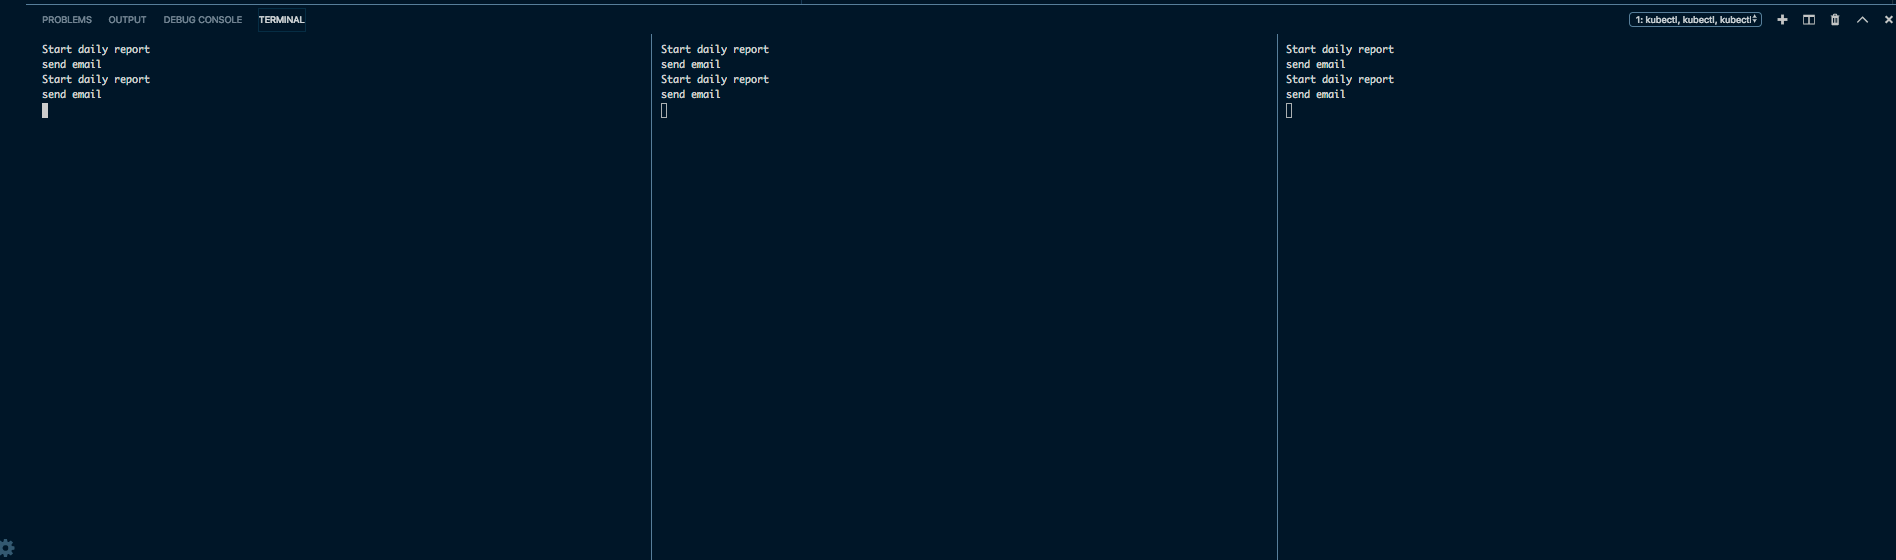 PROBLEMS OUTPUT DEBUG CONSOLE TERMINAL
1: kubectl, kubectl, kubectl
Start daily report
send email
Start daily report
send email
Start daily report
send email
Start daily report
send email
Start daily report
send email
Start daily report
send email